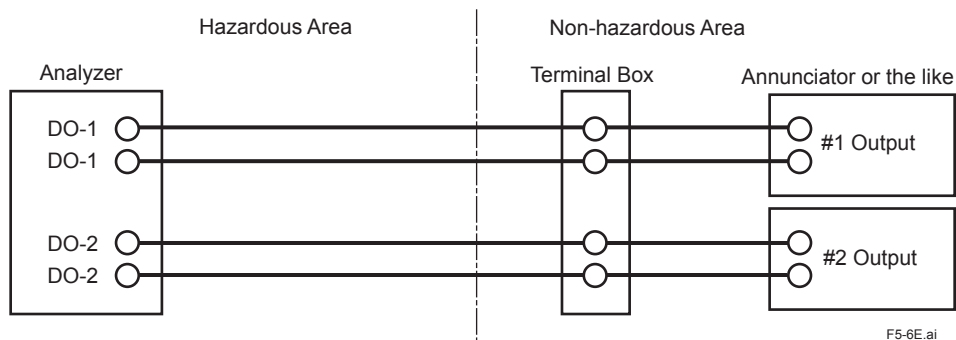 Hazardous Area
Non-hazardous Area
Analyzer
Terminal Box
Annunciator or the like
DO-1
DO-1
#1 Output
DO-2
DO-2
#2 Output
F5-6E.ai